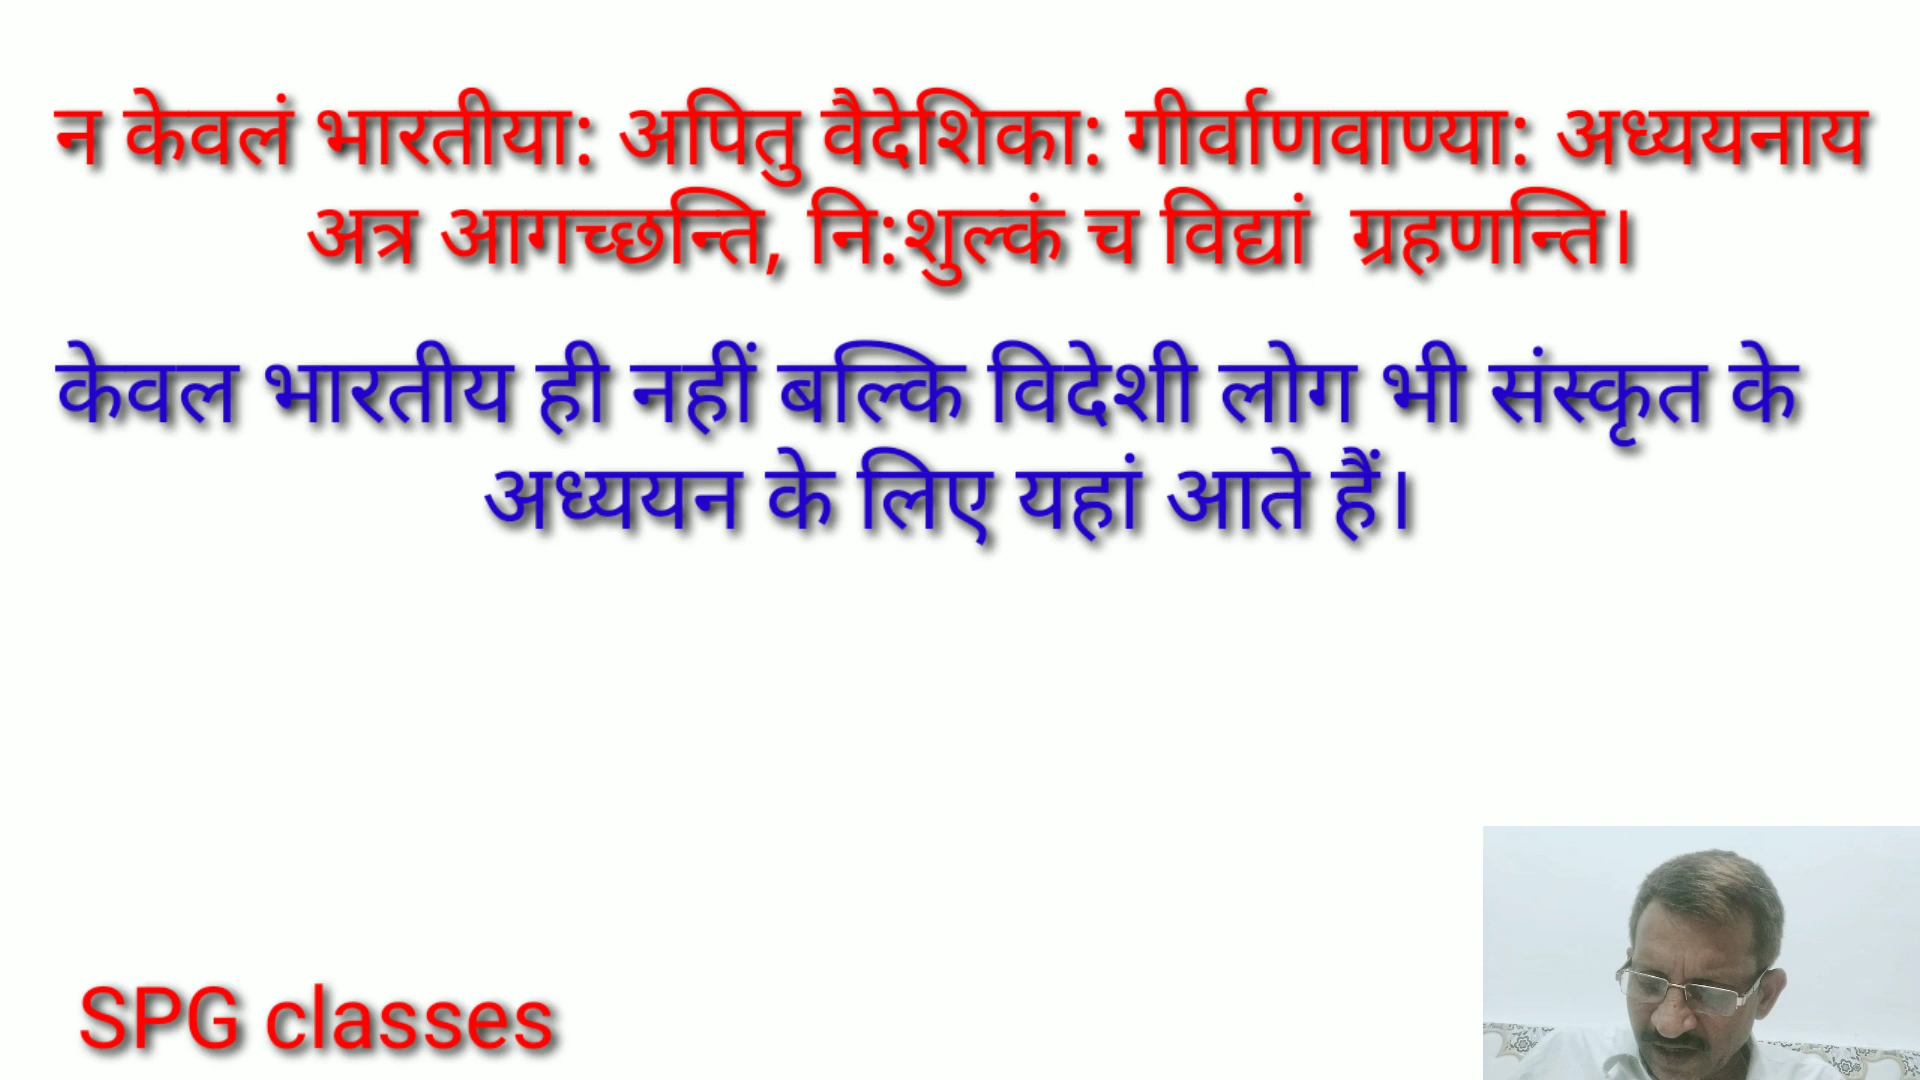 न केवलं भारतीया: अपितु वैदेशिका: गीर्वाणवाण्या: अध्ययनाय
अत्र आगच्छन्ति, नि:शुल्कं च विद्यां ग्रहणन्ति।
केवल भारतीय ही नहीं बल्कि विदेशी लोग भी संस्कृत के
अध्ययन के लिए यहां आते हैं।
SPG classes